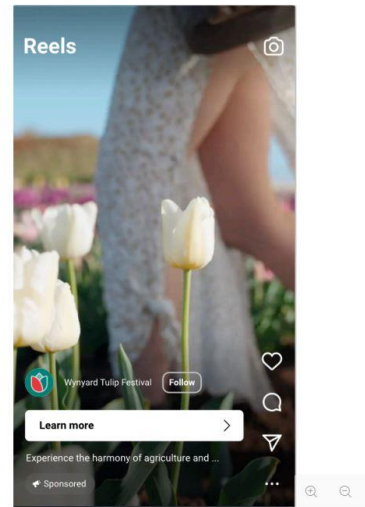 Reels
Wynyard Tulip Festival Follow
Learn more
Experience the harmony of agriculture and ...
Sponsored